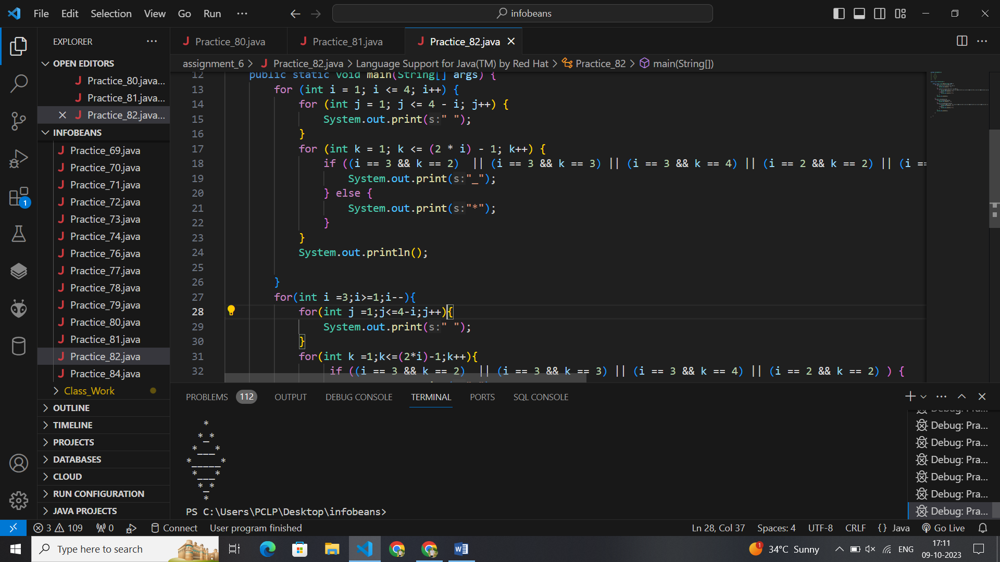 File Edit Selection View Go Run ···
infobeans
EXPLORER ···
OPEN EDITORS
Practice_80.java...
Practice_81.java...
Practice_82.java...
INFOBEANS
Practice_69.java
Practice_70.java
Practice_71.java
Practice_72.java
Practice_73.java
Practice_74.java
Practice_76.java
Practice_77.java
Practice_78.java
Practice_79.java
Practice_80.java
Practice_81.java
Practice_82.java
Practice_84.java
Class_Work
OUTLINE
TIMELINE
PROJECTS
DATABASES
CLOUD
RUN CONFIGURATION
JAVA PROJECTS
1
Practice_80.java Practice_81.java Practice_82.java
assignment_6 > J Practice_82.java > Language Support for Java(TM) by Red Hat > Practice_82 > main(String[])
12 public static void main(String[] args) {
13 for (int i = 1; i <= 4; i++) {
14 for (int j = 1; j <= 4 - i; j++) {
15 System.out.print(s:" ");
16 }
17 for (int k = 1; k <= (2 * i) - 1; k++) {
18 if ((i == 3 && k == 2)  || (i == 3 && k == 3) || (i == 3 && k == 4) || (i == 2 && k == 2) || (i ==
19 System.out.print(s:"_");
20 } else {
21 System.out.print(s:"*");
22 }
23 }
24 System.out.println();
25
26 }
27 for(int i =3;i>=1;i--){
28 for(int j =1;j<=4-i;j++){
29 System.out.print(s:" ");
30 }
31 for(int k =1;k<=(2*i)-1;k++){
32 if ((i == 3 && k == 2)  || (i == 3 && k == 3) || (i == 3 && k == 4) || (i == 2 && k == 2) ) {
PROBLEMS 112 OUTPUT DEBUG CONSOLE TERMINAL PORTS SQL CONSOLE
   *
  *_*
 *___*
*_____*
 *___*
  *_*
   *
PS C:\Users\PCLP\Desktop\infobeans>
Debug: Pra...
Debug: Pra...
Debug: Pra...
Debug: Pra...
Debug: Pra...
Debug: Pra...
Debug: Pra...
3 109 0 Connect User program finished Ln 28, Col 37 Spaces: 4 UTF-8 CRLF {} Java Go Live
Type here to search
1 34°C Sunny ENG 17:11
09-10-2023